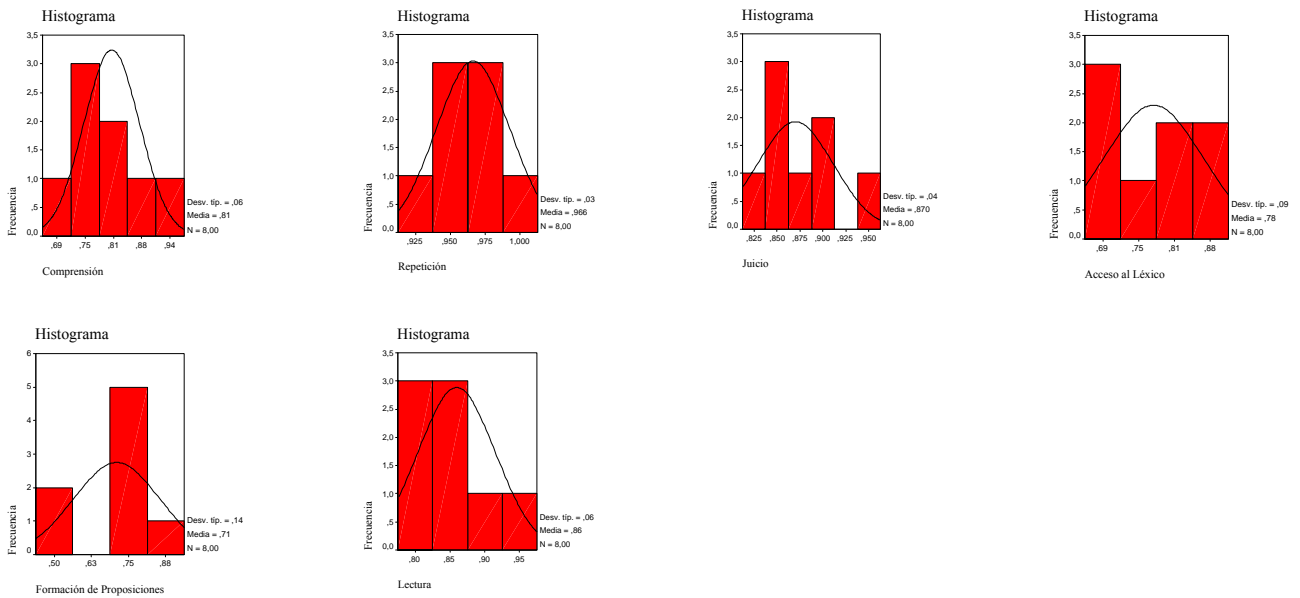 Histograma
3,5
3,0
2,5
2,0
1,5
1,0
,5
0,0
Frecuencia
,69 ,75 ,81 ,88 ,94
Desv. típ. = ,06
Media = ,81
N = 8,00
Comprensión
Histograma
3,5
3,0
2,5
2,0
1,5
1,0
,5
0,0
Frecuencia
,925 ,950 ,975 1,000
Desv. típ. = ,03
Media = ,966
N = 8,00
Repetición
Histograma
3,5
3,0
2,5
2,0
1,5
1,0
,5
0,0
Frecuencia
,825 ,850 ,875 ,900 ,925 ,950
Desv. típ. = ,04
Media = ,870
N = 8,00
Juicio
Histograma
3,5
3,0
2,5
2,0
1,5
1,0
,5
0,0
Frecuencia
,69 ,75 ,81 ,88
Desv. típ. = ,09
Media = ,78
N = 8,00
Acceso al Léxico
Histograma
6
5
4
3
2
1
0
Frecuencia
,50 ,63 ,75 ,88
Desv. típ. = ,14
Media = ,71
N = 8,00
Formación de Proposiciones
Histograma
3,5
3,0
2,5
2,0
1,5
1,0
,5
0,0
Frecuencia
,80 ,85 ,90 ,95
Desv. típ. = ,06
Media = ,86
N = 8,00
Lectura